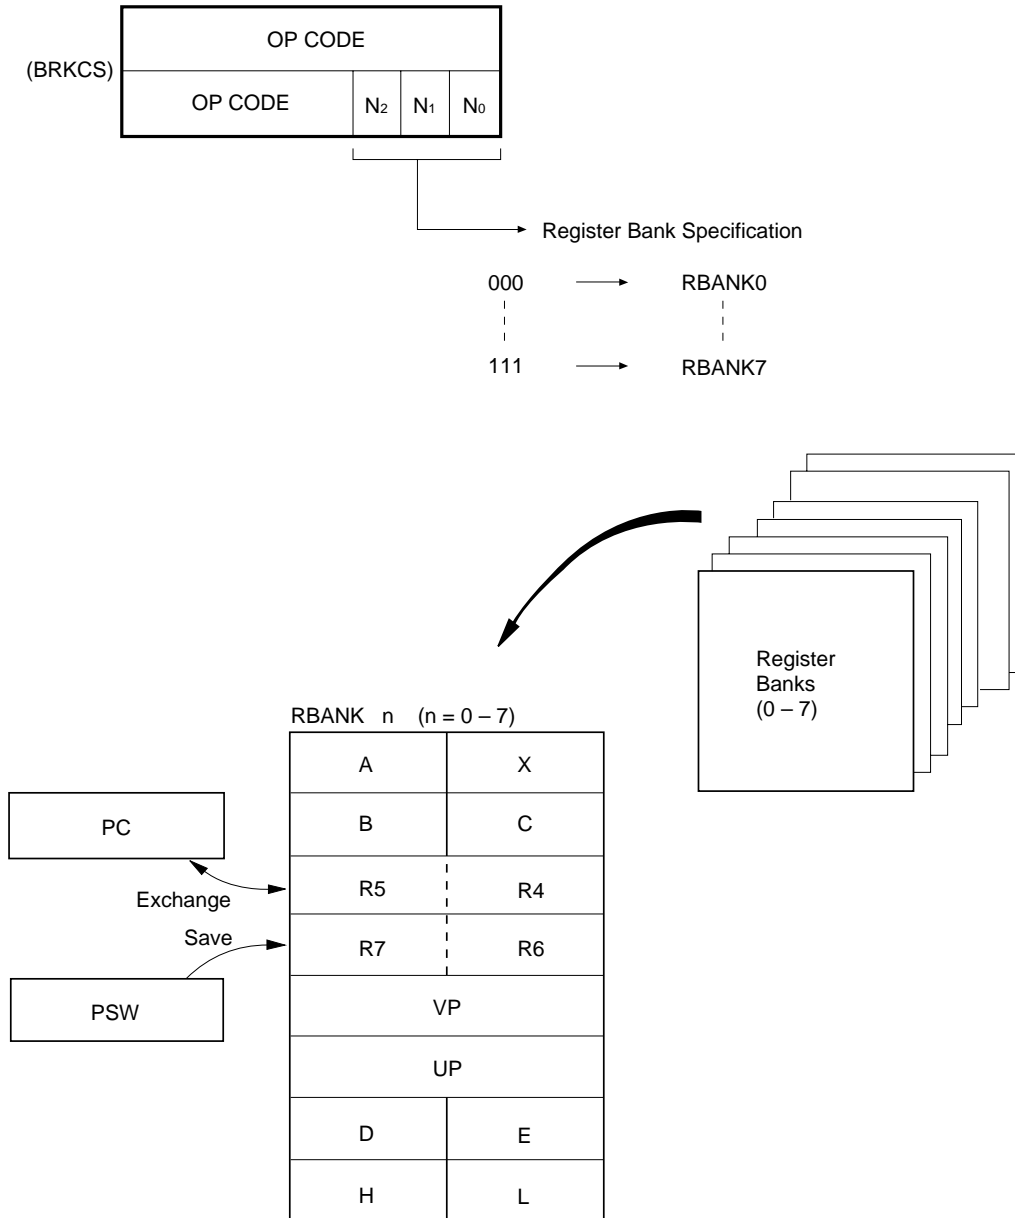 OP CODE
(BRKCS)
OP CODE N2 N1 N0
Register Bank Specification
000 RBANK0
111 RBANK7
Register
Banks
(0 – 7)
RBANK n (n = 0 – 7)
A X
PC
B C
R5 R4
Exchange
Save
R7 R6
PSW
VP
UP
D E
H L